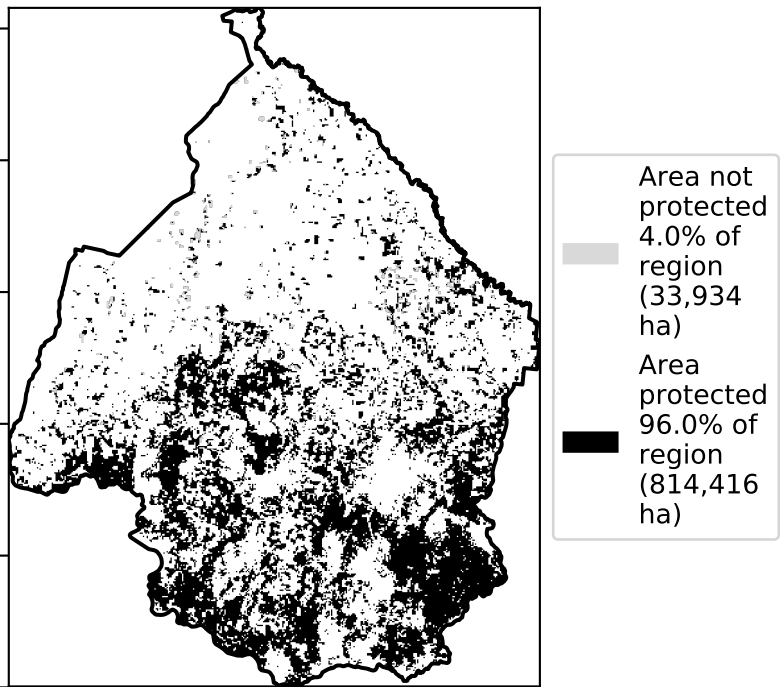 Area not
protected
4.0% of
region
(33,934
ha)
Area
protected
96.0% of
region
(814,416
ha)